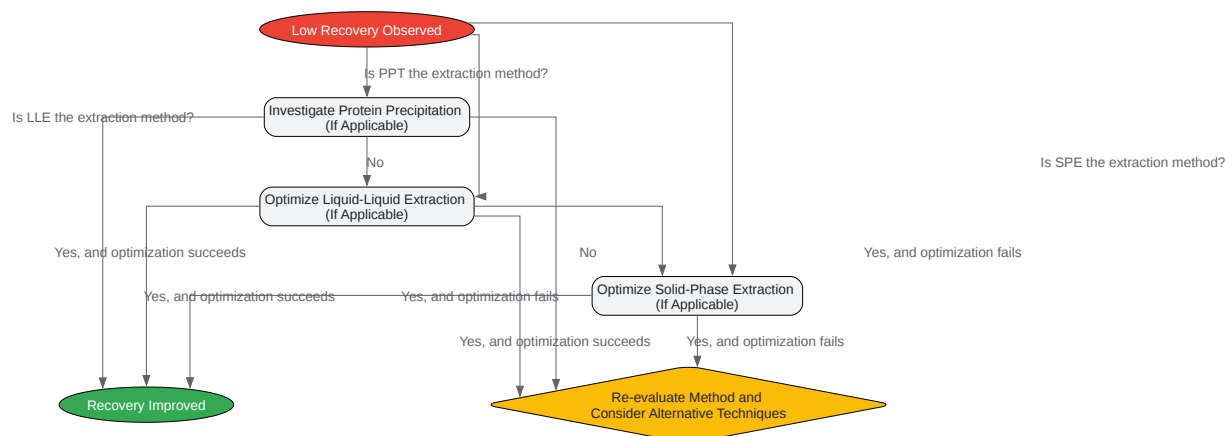 Low Recovery Observed
Is PPT the extraction method?
Investigate Protein Precipitation
(If Applicable)
Is LLE the extraction method?
No
Is SPE the extraction method?
Optimize Liquid-Liquid Extraction
(If Applicable)
Yes, and optimization succeeds
No
Yes, and optimization fails
Optimize Solid-Phase Extraction
(If Applicable)
Yes, and optimization succeeds
Yes, and optimization fails
Yes, and optimization succeeds
Yes, and optimization fails
Recovery Improved
Re-evaluate Method and
Consider Alternative Techniques